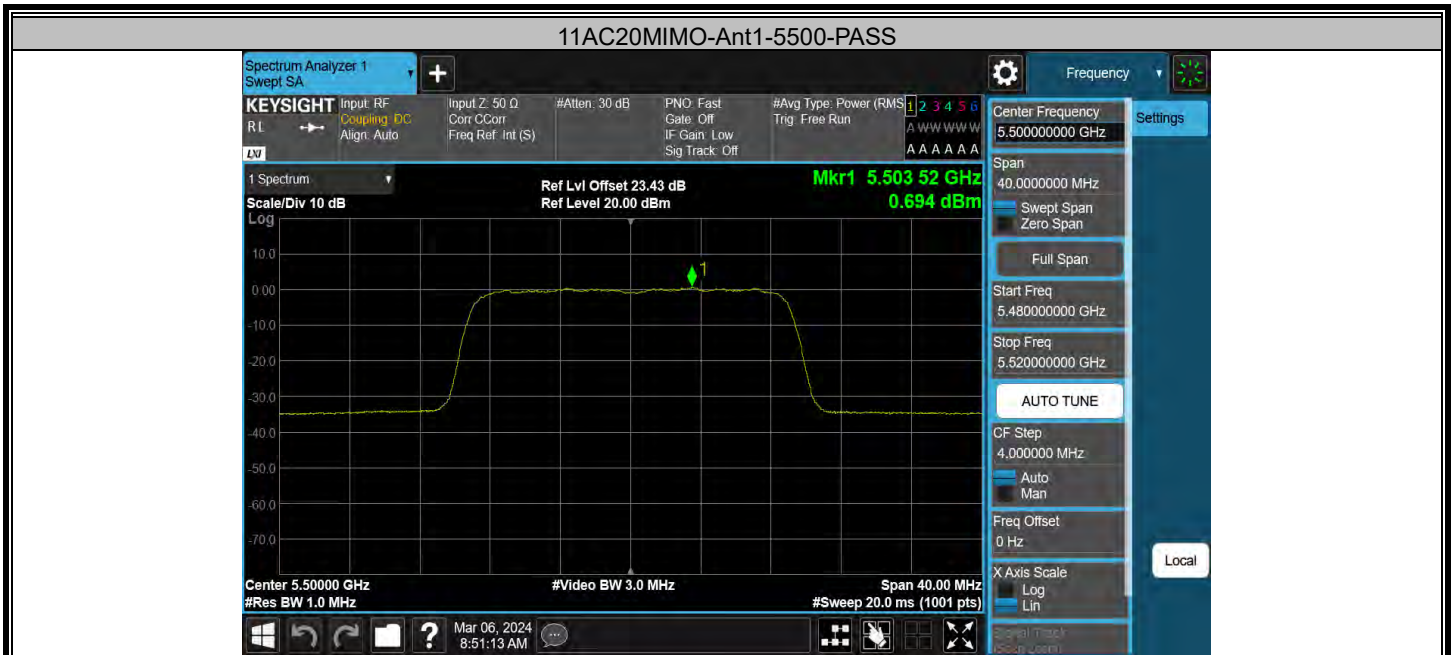 11AC20MIMO-Ant1-5500-PASS
Spectrum Analyzer 1
Swept SA
Frequency
KEYSIGHT
RL
LXI
Input: RF
Coupling: DC
Align: Auto
Input Z: 50 Ω
Corr CCorr
Freq Ref: Int (S)
#Atten: 30 dB
PNO: Fast
Gate: Off
IF Gain: Low
Sig Track: Off
#Avg Type: Power (RMS
Trig: Free Run
1 2 3 4 5 6
A W W W W W
A A A A A A
1 Spectrum
Scale/Div 10 dB
Log
Ref Lvl Offset 23.43 dB
Ref Level 20.00 dBm
Mkr1 5.503 52 GHz
0.694 dBm
1
10.0
0.00
-10.0
-20.0
-30.0
-40.0
-50.0
-60.0
-70.0
Center 5.50000 GHz
#Res BW 1.0 MHz
#Video BW 3.0 MHz
Span 40.00 MHz
#Sweep 20.0 ms (1001 pts)
Center Frequency
5.500000000 GHz
Settings
Span
40.0000000 MHz
Swept Span
Zero Span
Full Span
Start Freq
5.480000000 GHz
Stop Freq
5.520000000 GHz
AUTO TUNE
CF Step
4.000000 MHz
Auto
Man
Freq Offset
0 Hz
X Axis Scale
Log
Lin
Local
Signal Track
(Span Zoom)
?
Mar 06, 2024
8:51:13 AM